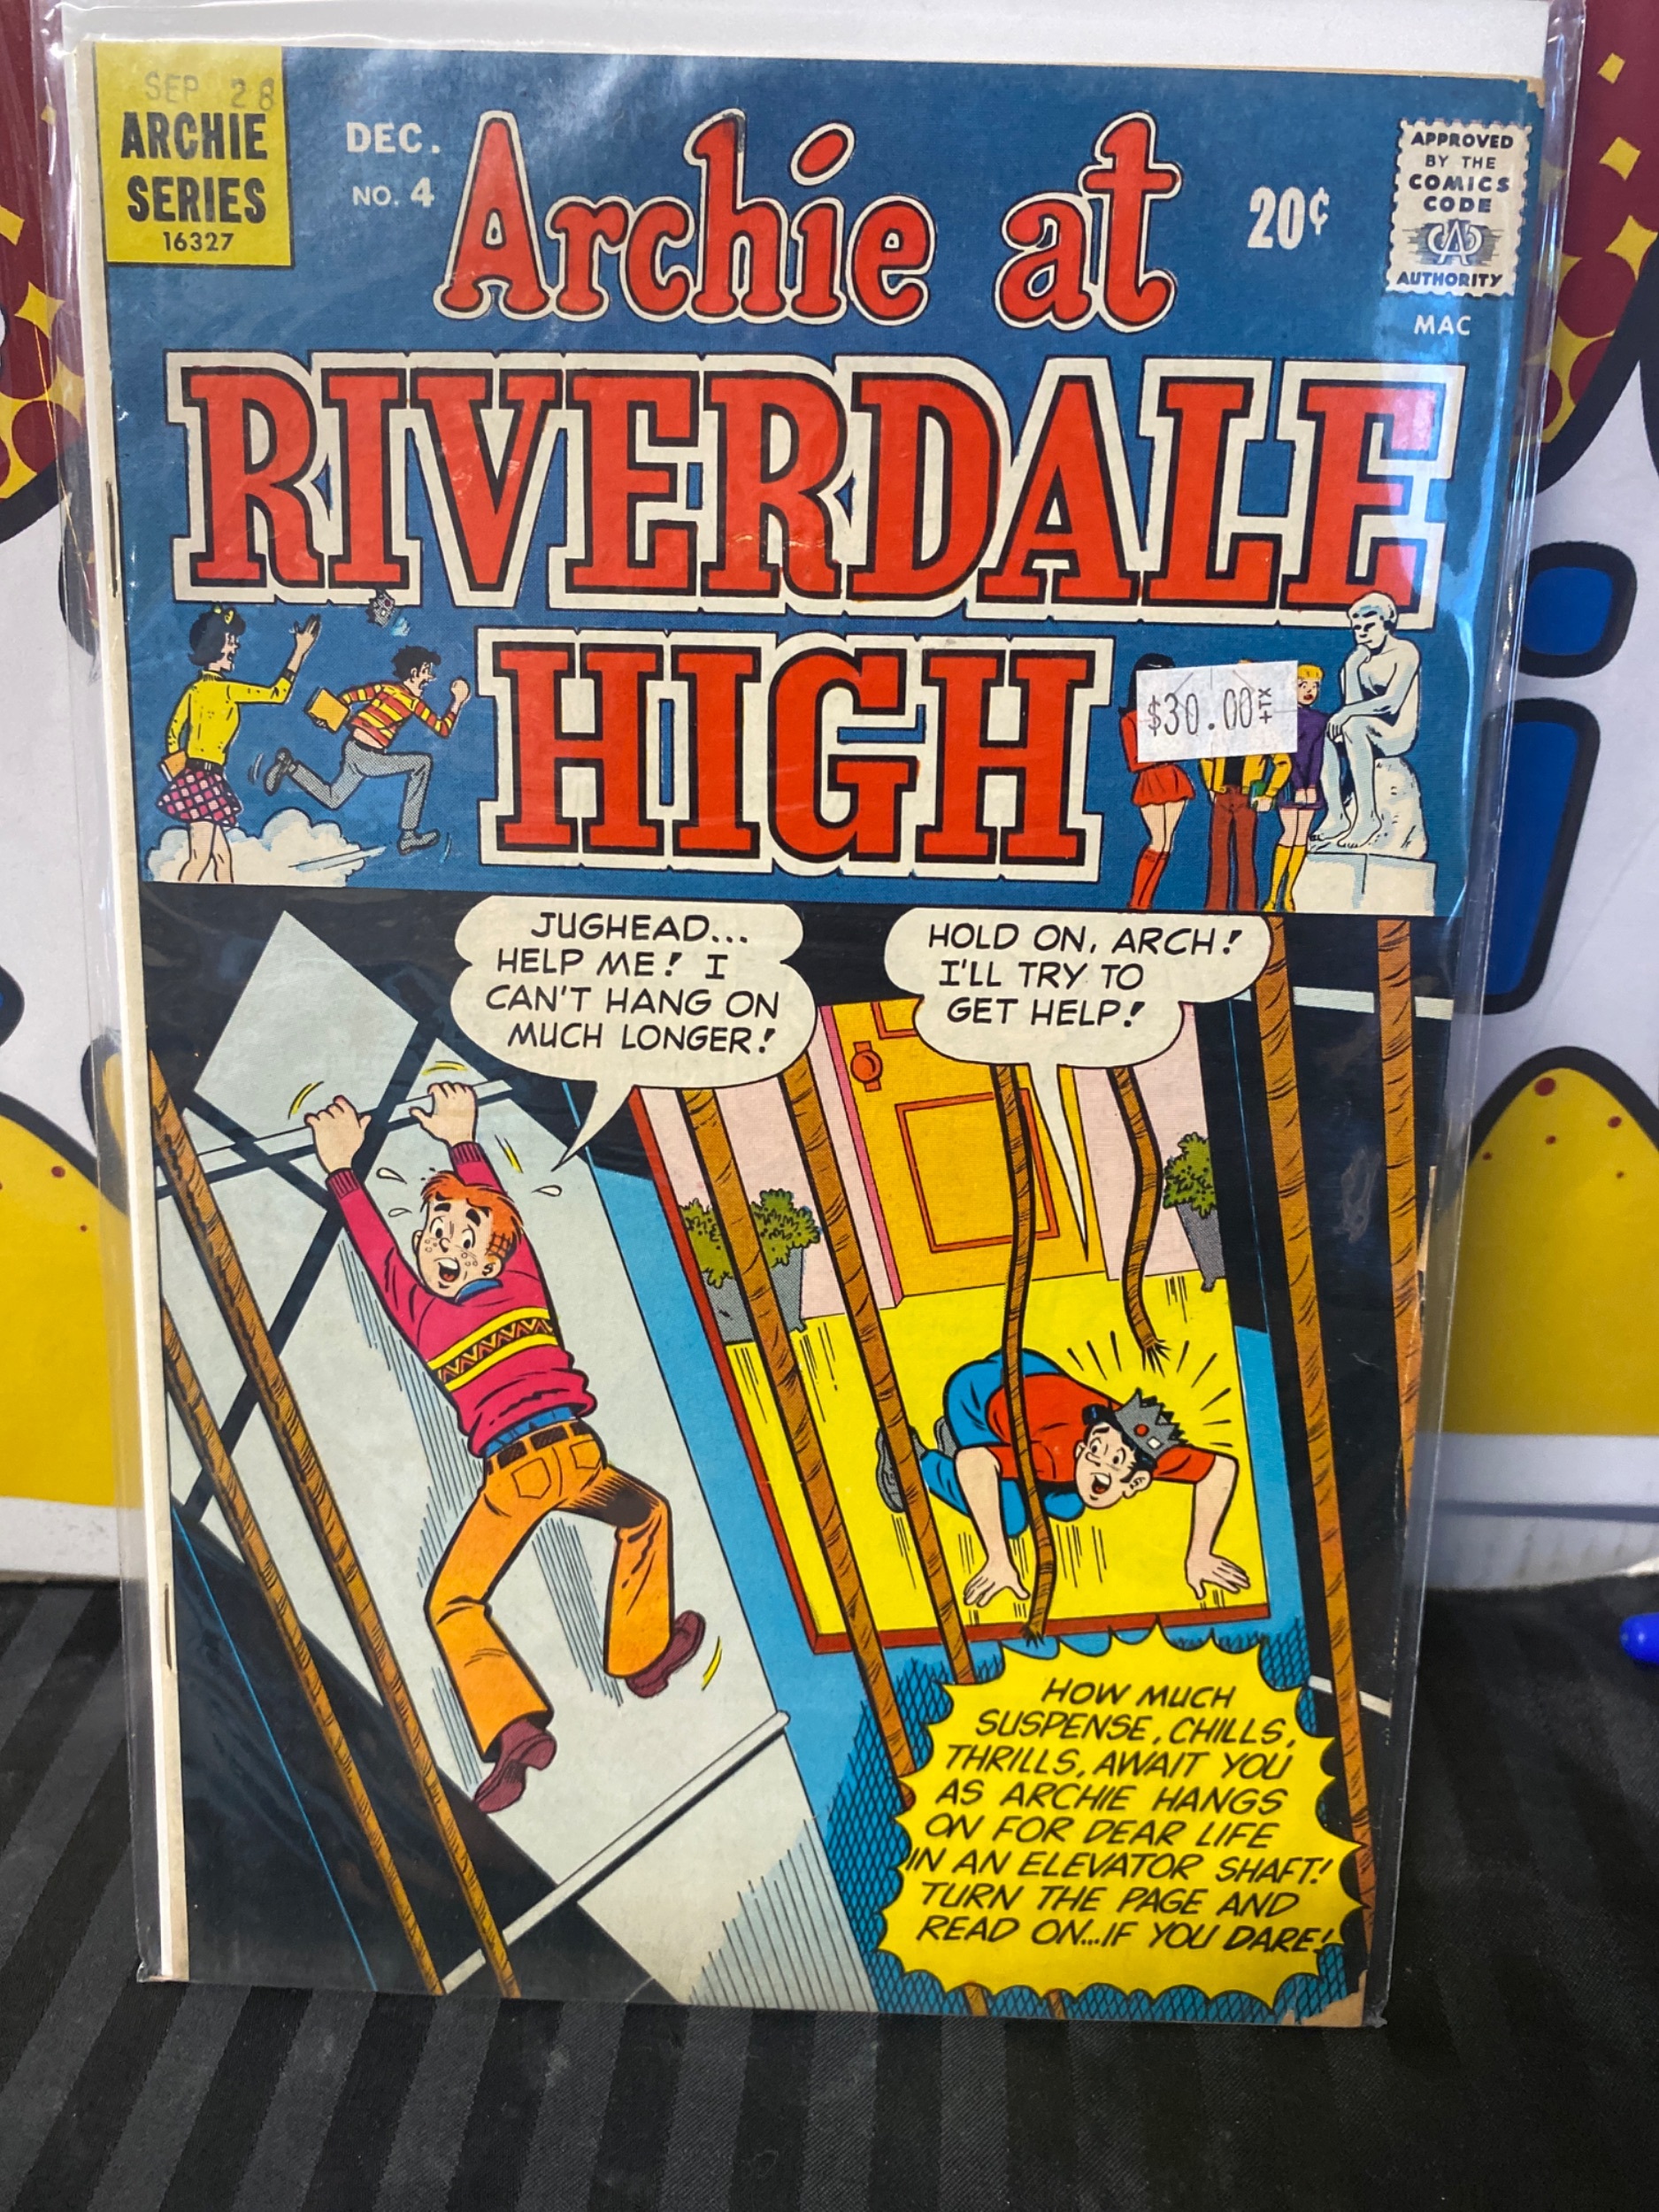 SEP 28
ARCHIE
SERIES
16327
DEC.
NO. 4
Archie at
20¢
APPROVED
BY THE
COMICS
CODE
CA
AUTHORITY
MAC
RIVERDALE
HIGH
$30.00 +TX
JUGHEAD...
HELP ME! I
CAN'T HANG ON
MUCH LONGER!
HOLD ON, ARCH!
I'LL TRY TO
GET HELP!
HOW MUCH
SUSPENSE, CHILLS,
THRILLS, AWAIT YOU
AS ARCHIE HANGS
ON FOR DEAR LIFE
IN AN ELEVATOR SHAFT!
TURN THE PAGE AND
READ ON...IF YOU DARE!